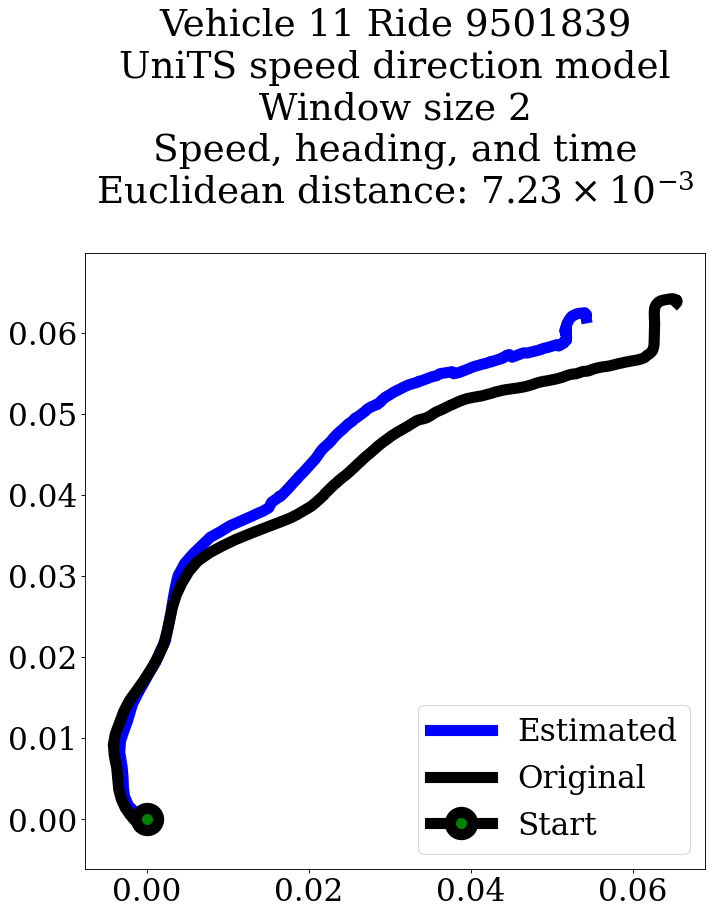 Vehicle 11 Ride 9501839
UniTS speed direction model
Window size 2
Speed, heading, and time
Euclidean distance: 7.23 × 10⁻³
0.06
0.05
0.04
0.03
0.02
0.01
0.00
Estimated
Original
Start
0.00 0.02 0.04 0.06